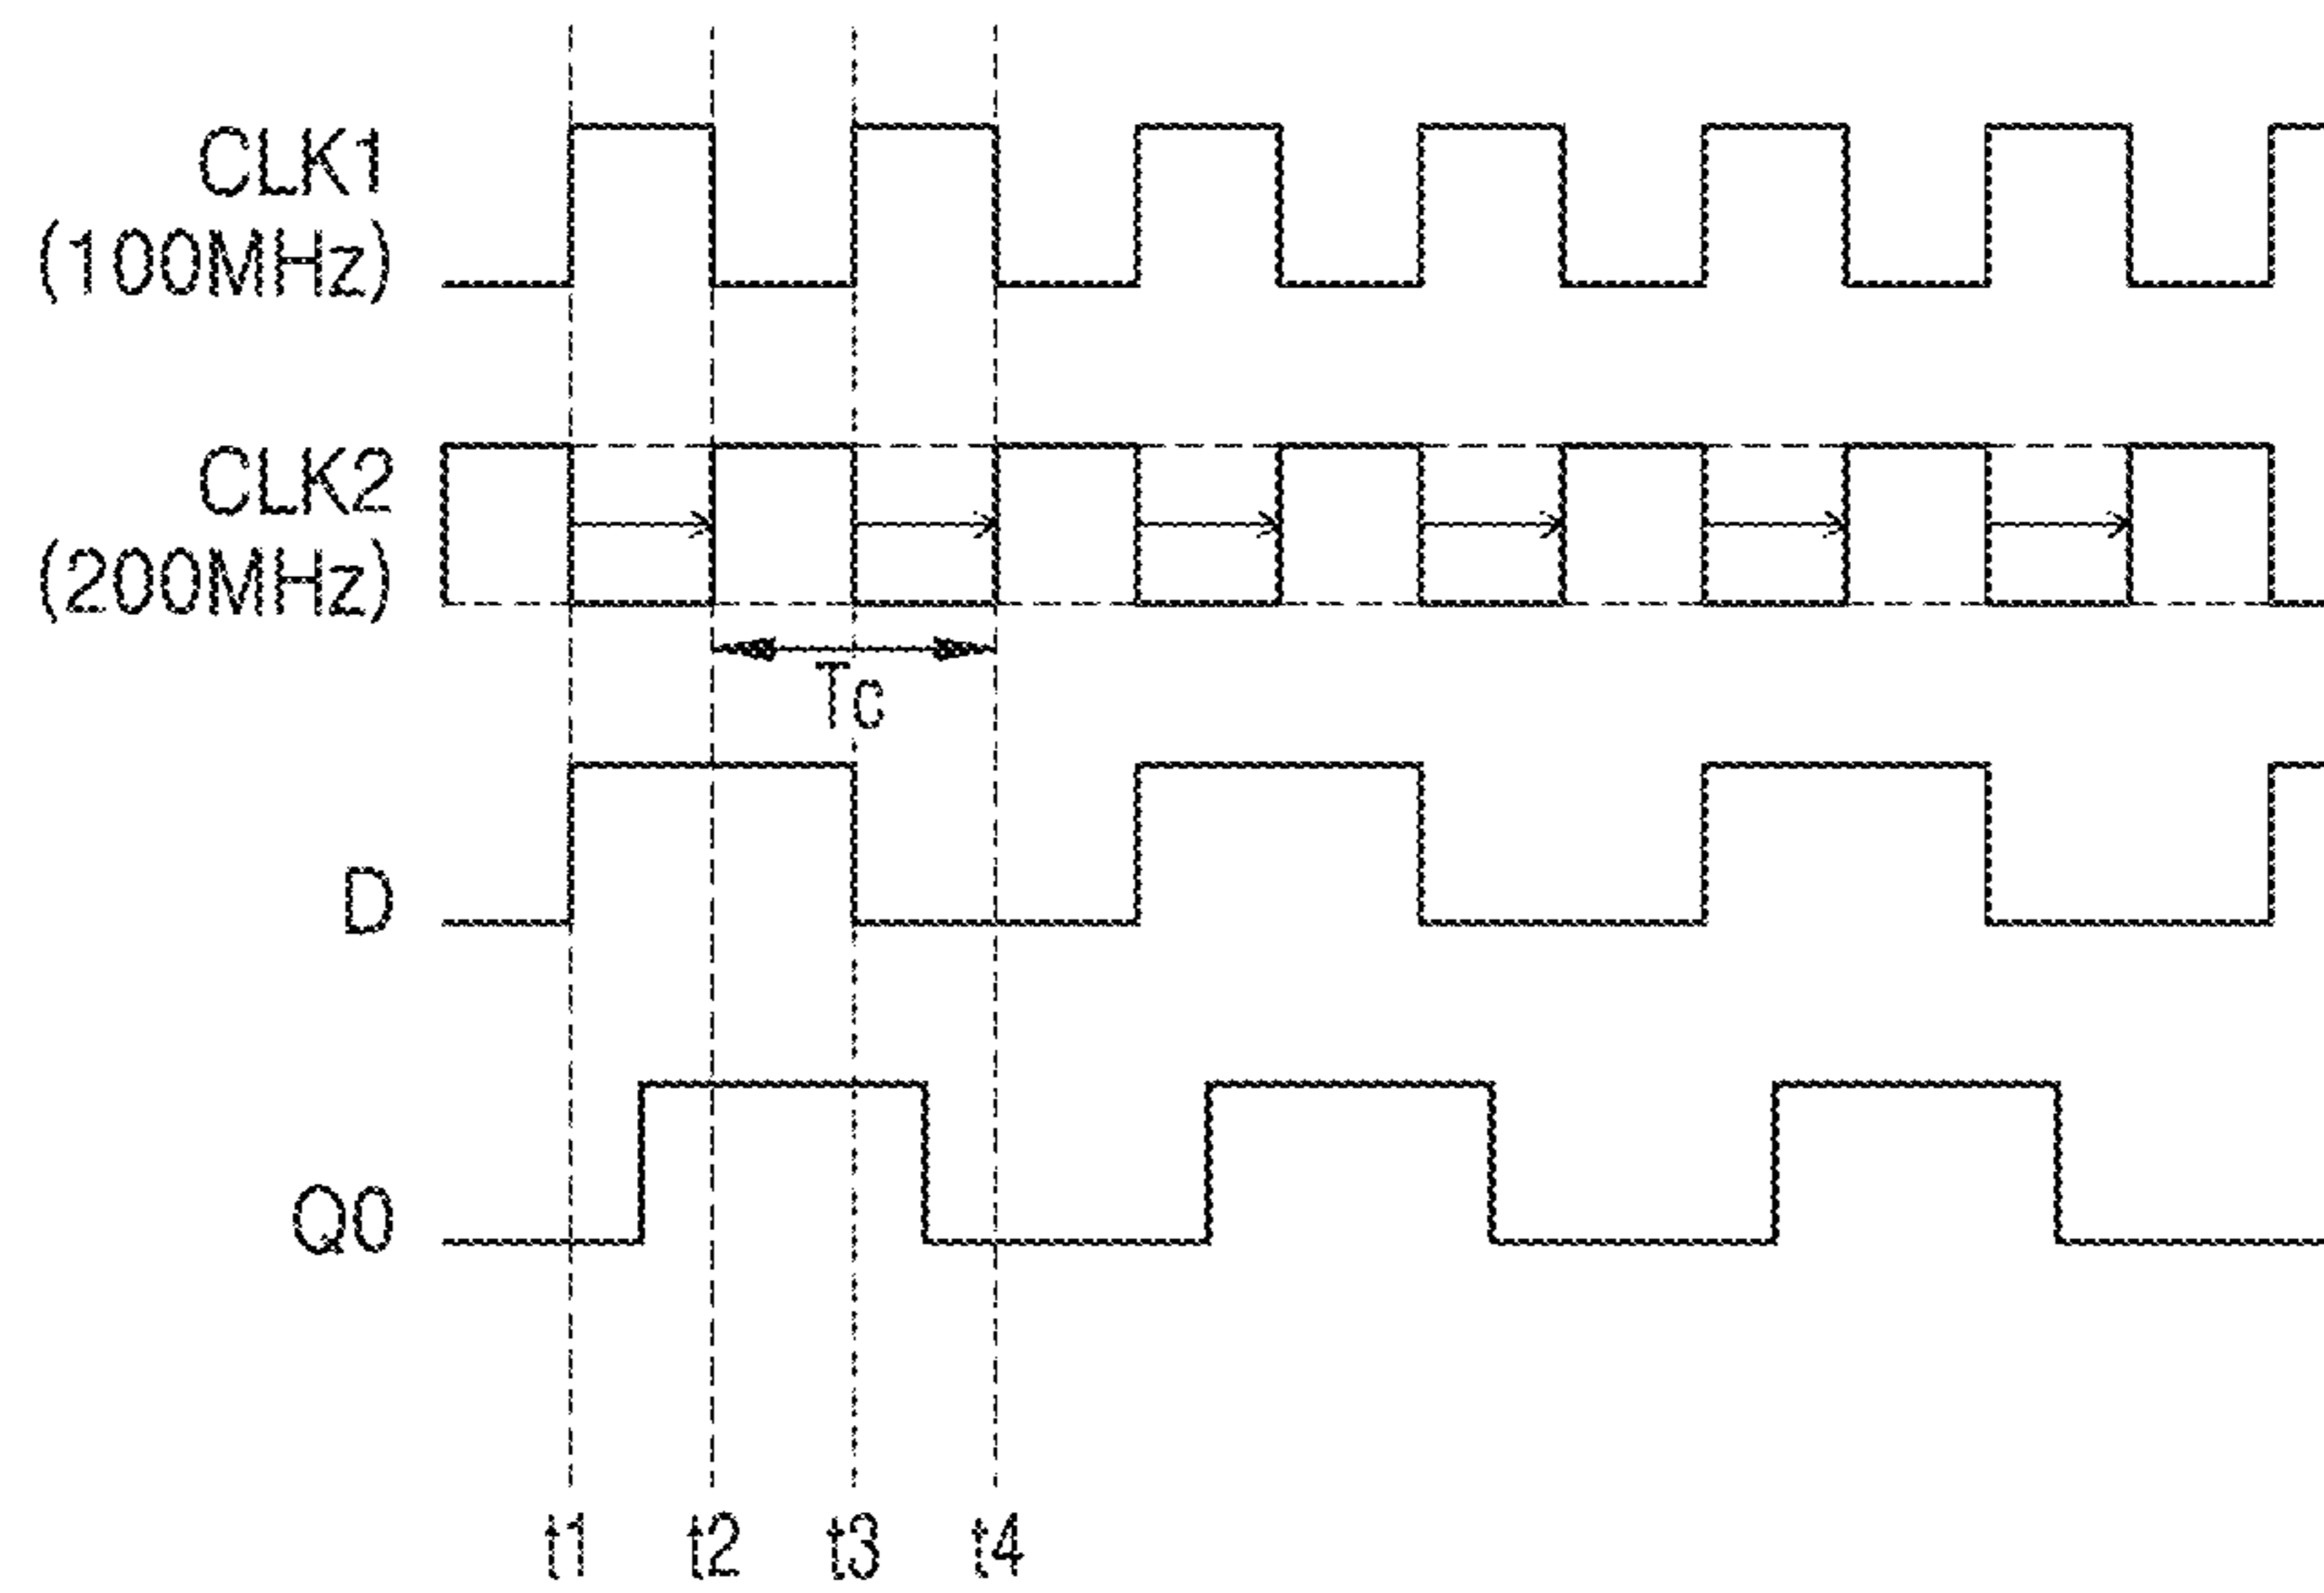 CLK1
(100MHz)
CLK2
(200MHz)
Tc
D
Q0
t1 t2 t3 t4